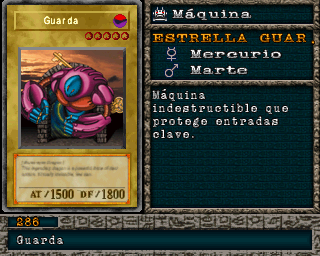 Guarda
AT/1500 DF/1800
Máquina
ESTRELLA GUAR.
Mercurio
Marte
Máquina
indestructible que
protege entradas
clave.
286
Guarda